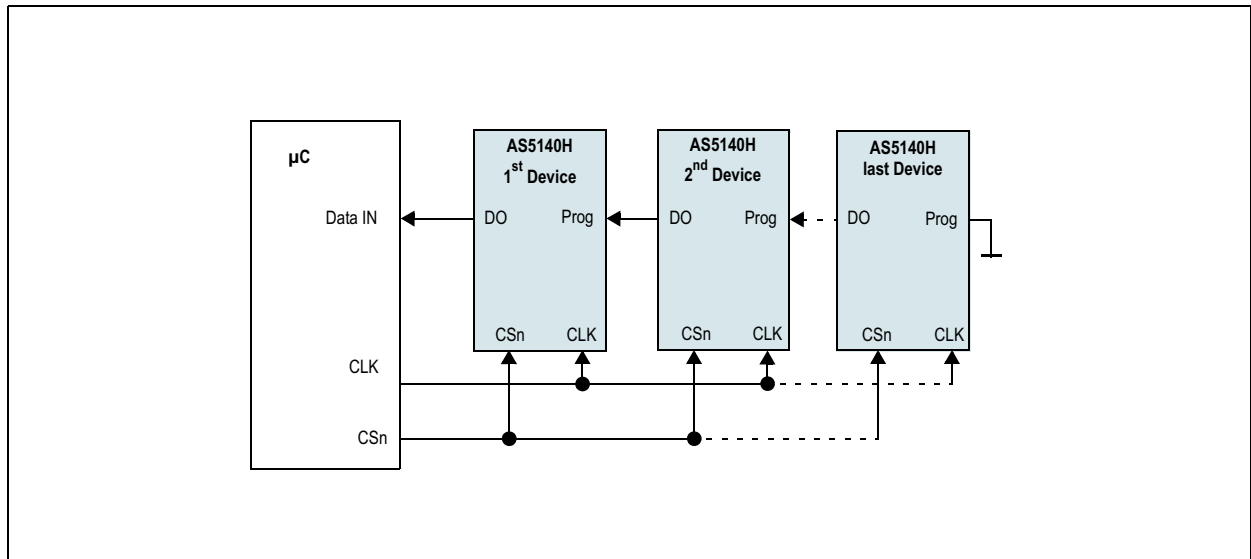 µC
Data IN
CLK
CSn
AS5140H
1st Device
DO
Prog
CSn
CLK
AS5140H
2nd Device
DO
Prog
CSn
CLK
AS5140H
last Device
DO
Prog
CSn
CLK